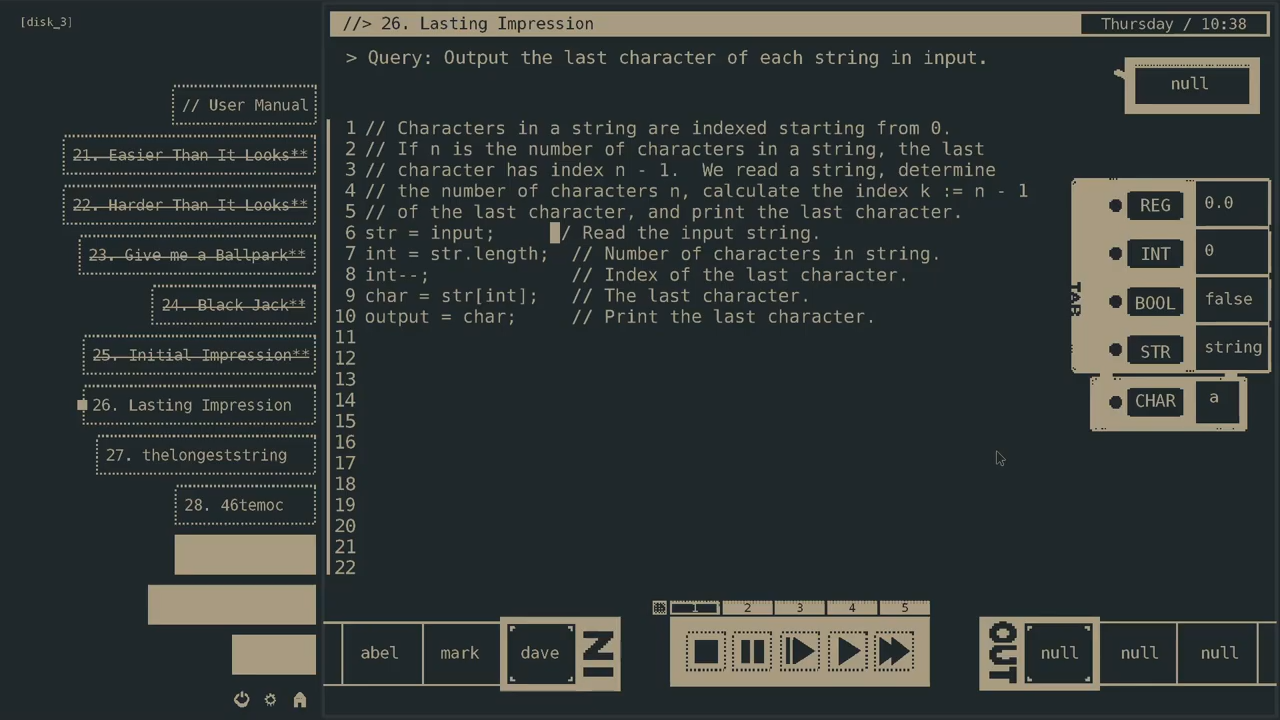 [disk_3]
//> 26. Lasting Impression
Thursday / 10:38
> Query: Output the last character of each string in input.
null
// User Manual
21. Easier Than It Looks**
22. Harder Than It Looks**
23. Give me a Ballpark**
24. Black Jack**
25. Initial Impression**
26. Lasting Impression
27. thelongeststring
28. 46temoc
1 // Characters in a string are indexed starting from 0.
2 // If n is the number of characters in a string, the last
3 // character has index n - 1.  We read a string, determine
4 // the number of characters n, calculate the index k := n - 1
5 // of the last character, and print the last character.
6 str = input;     / Read the input string.
7 int = str.length;  // Number of characters in string.
8 int--;             // Index of the last character.
9 char = str[int];   // The last character.
10 output = char;     // Print the last character.
11
12
13
14
15
16
17
18
19
20
21
22
REG 0.0
INT 0
BOOL false
STR string
CHAR a
1 2 3 4 5
abel mark dave IN
OUT null null null